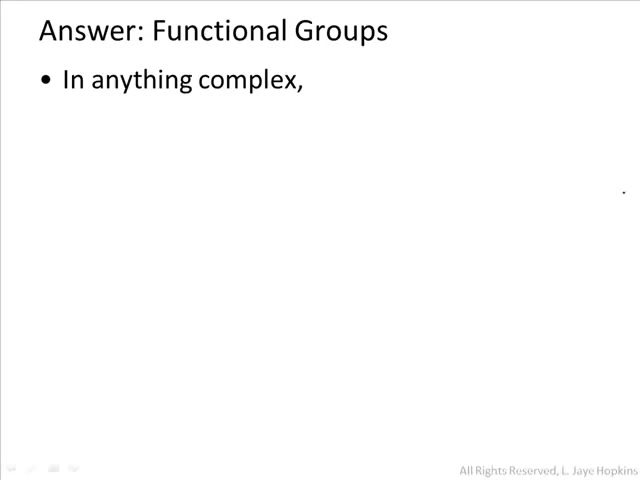 Answer: Functional Groups
• In anything complex,
All Rights Reserved, L. Jaye Hopkins